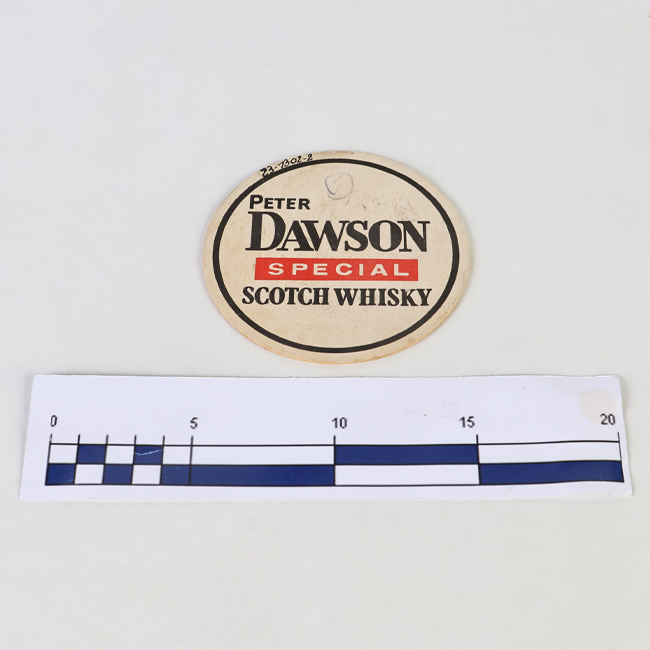 23-7302-2
PETER
DAWSON
SPECIAL
SCOTCH WHISKY
0 5 10 15 20